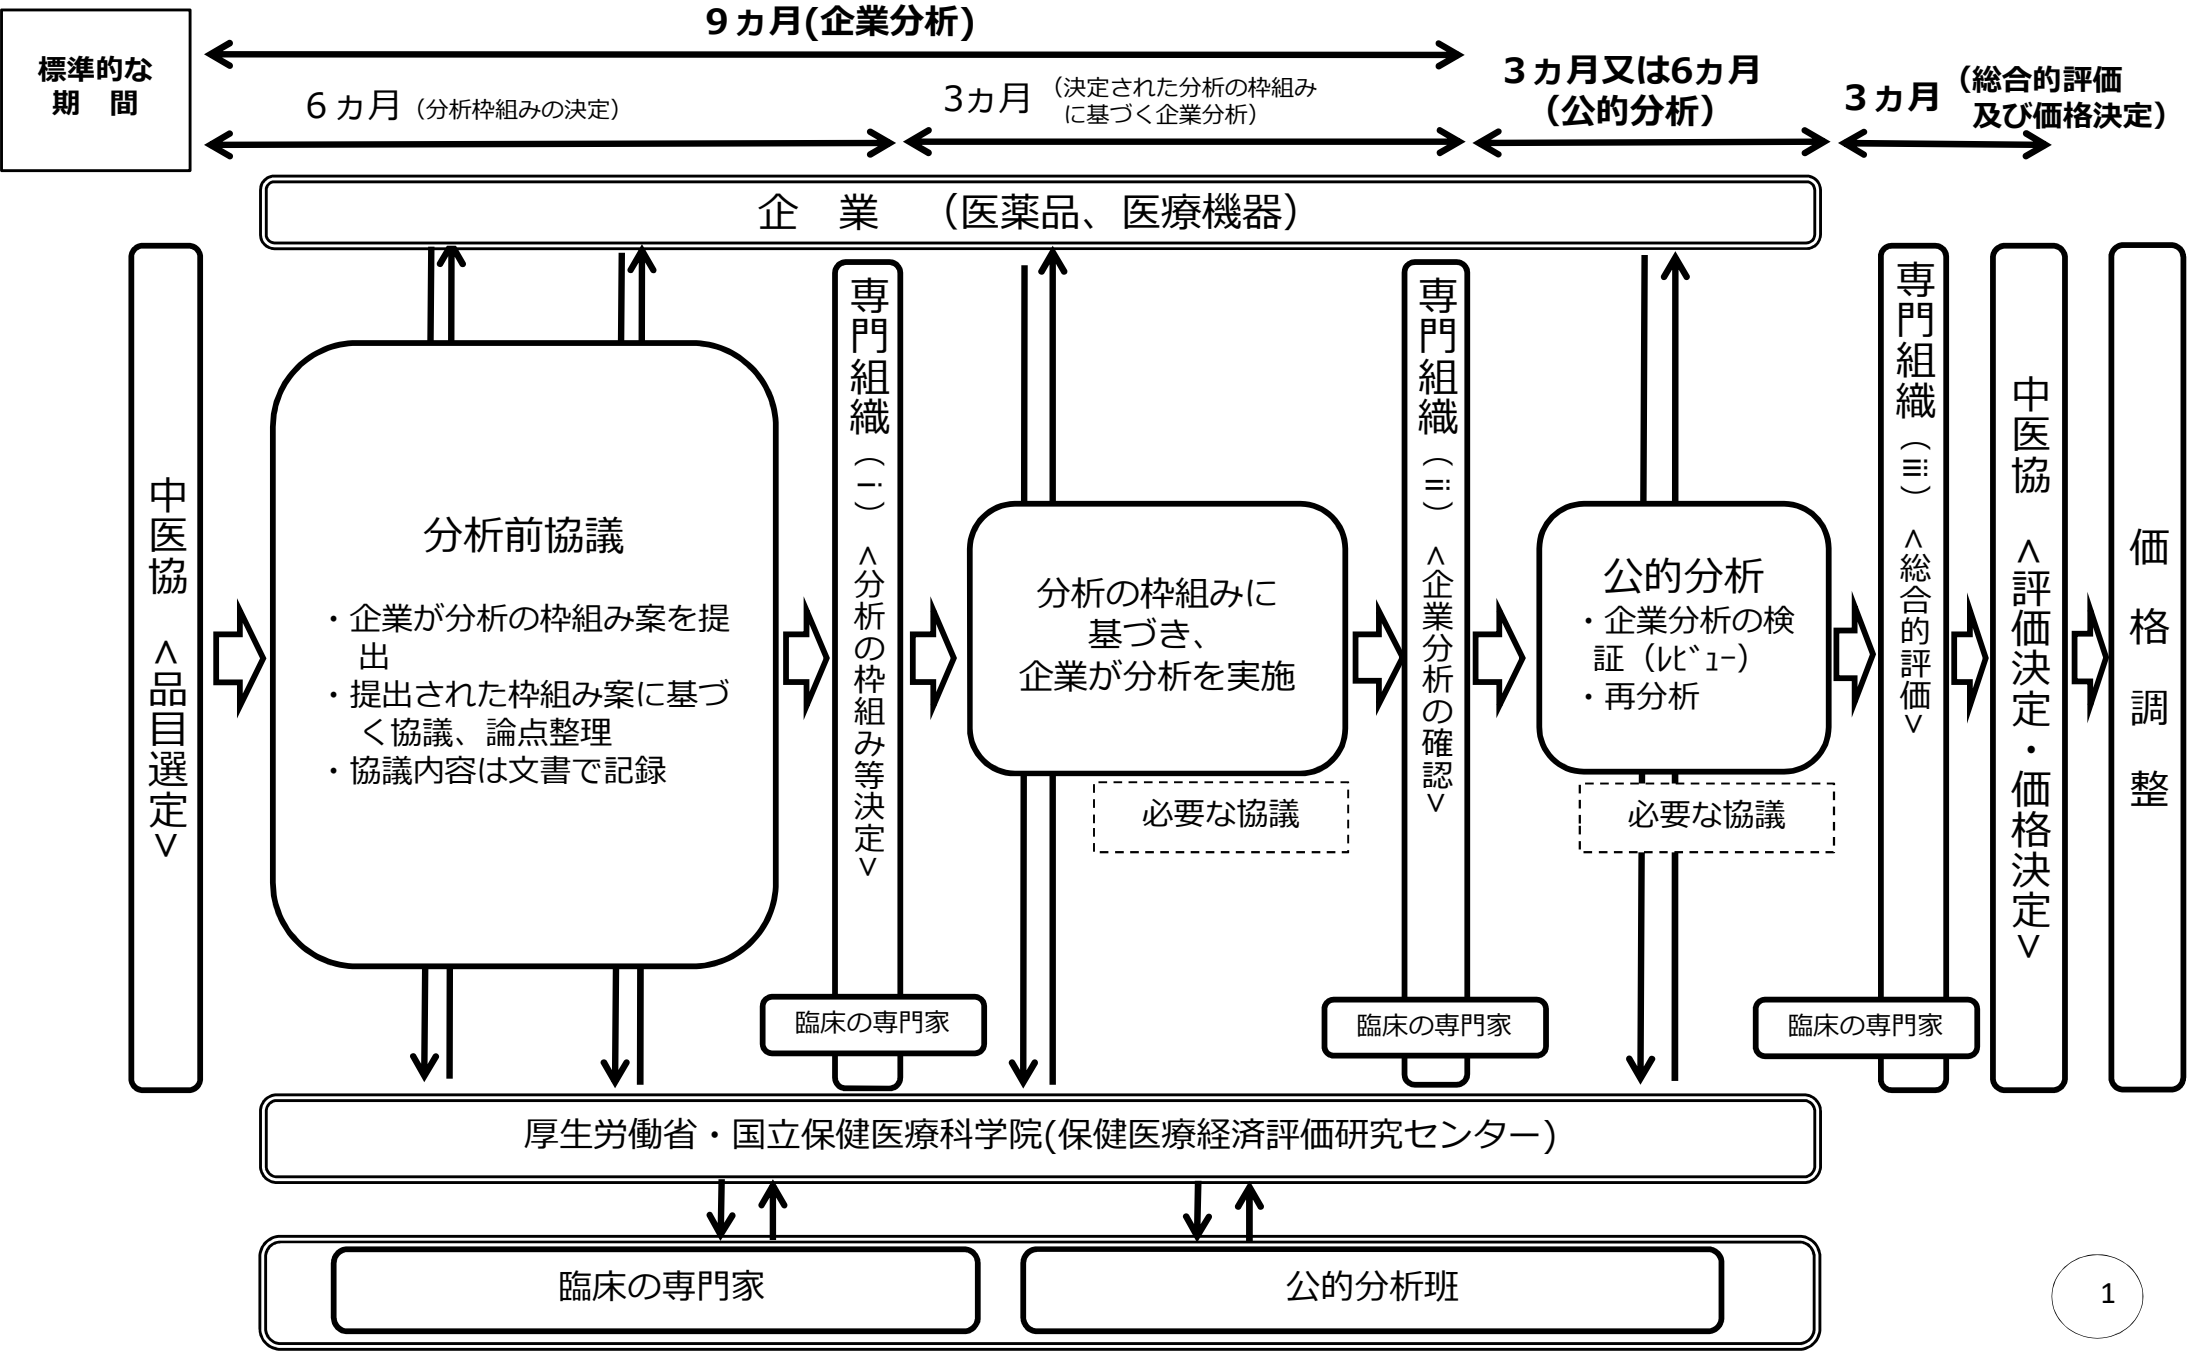 標準的な
期　間
９ヵ月(企業分析)
６ヵ月（分析枠組みの決定）
3ヵ月（決定された分析の枠組み
に基づく企業分析）
３ヵ月又は6ヵ月
（公的分析）
３ヵ月（総合的評価
及び価格決定）
企　業　（医薬品、医療機器）
中医協　<品目選定>
分析前協議
・企業が分析の枠組み案を提
出
・提出された枠組み案に基づ
く協議、論点整理
・協議内容は文書で記録
専門組織（ⅰ）<分析の枠組み等決定>
臨床の専門家
分析の枠組みに
基づき、
企業が分析を実施
必要な協議
専門組織（ⅱ）<企業分析の確認>
臨床の専門家
公的分析
・企業分析の検
証（ﾚﾋﾞｭｰ）
・再分析
必要な協議
専門組織（ⅲ）<総合的評価>
臨床の専門家
中医協　<評価決定・価格決定>
価格調整
厚生労働省・国立保健医療科学院(保健医療経済評価研究センター)
臨床の専門家
公的分析班
1